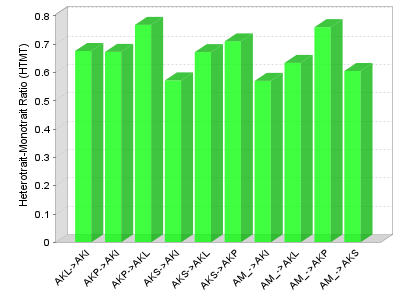 Heterotrait-Monotrait Ratio (HTMT)
0.8
0.7
0.6
0.5
0.4
0.3
0.2
0.1
0
AKL->AKI
AKP->AKI
AKP->AKL
AKS->AKI
AKS->AKL
AKS->AKP
AM_->AKI
AM_->AKL
AM_->AKP
AM_->AKS